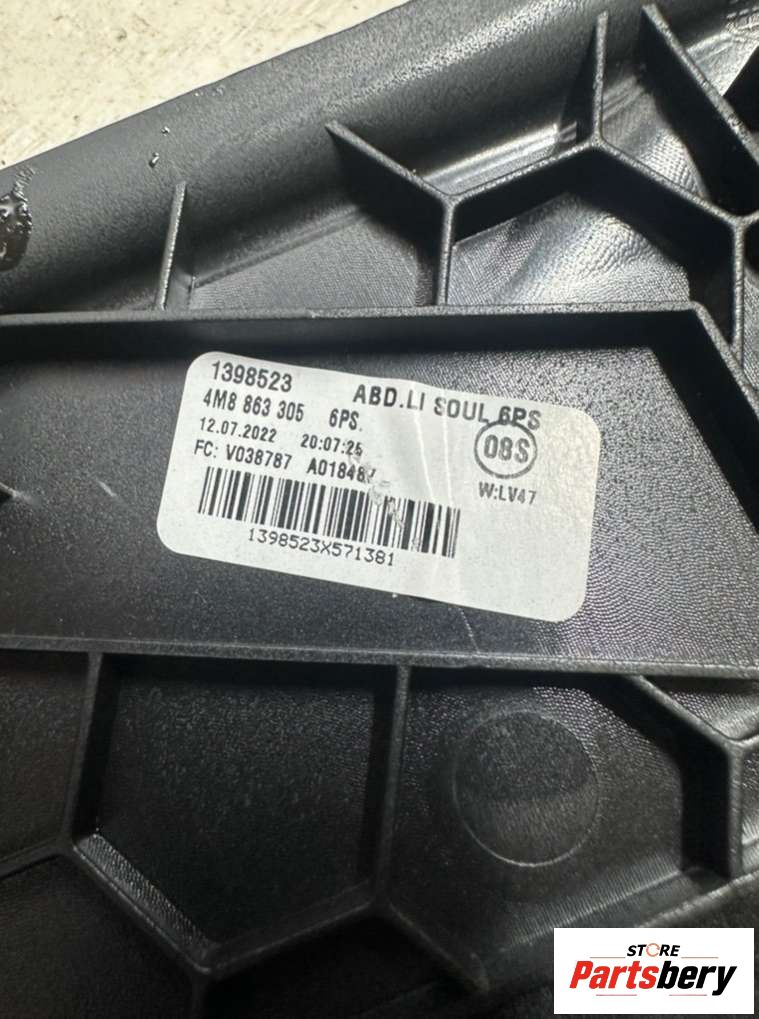 1398523 ABD.LI SOUL 6PS
4M8 863 305 6PS.
12.07.2022 20:07:25
08S
FC: V038787
W:LV47
1398523X571381
STORE
Partsbery